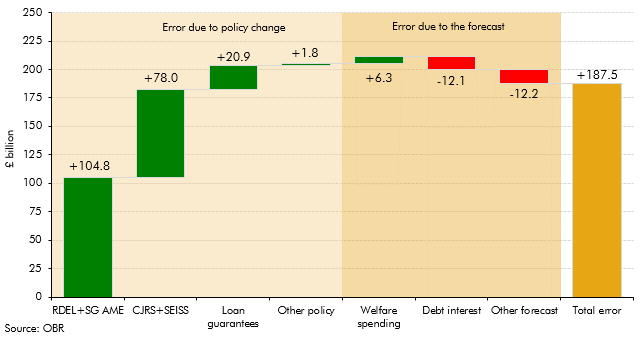 250
225
200
175
150
125
100
75
50
25
0
£ billion
Error due to policy change
Error due to the forecast
+104.8
+78.0
+20.9
+1.8
+6.3
-12.1
-12.2
+187.5
RDEL+SG AME
CJRS+SEISS
Loan
guarantees
Other policy
Welfare
spending
Debt interest
Other forecast
Total error
Source: OBR